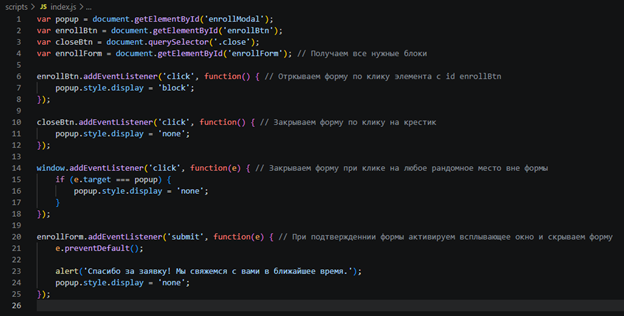 scripts > JS index.js > ...
1 var popup = document.getElementById('enrollModal');
2 var enrollBtn = document.getElementById('enrollBtn');
3 var closeBtn = document.querySelector('.close');
4 var enrollForm = document.getElementById('enrollForm'); // Получаем все нужные блоки
5
6 enrollBtn.addEventListener('click', function() { // Открываем форму по клику элемента с id enrollBtn
7 popup.style.display = 'block';
8 });
9
10 closeBtn.addEventListener('click', function() { // Закрываем форму по клику на крестик
11 popup.style.display = 'none';
12 });
13
14 window.addEventListener('click', function(e) { // Закрываем форму при клике на любое рандомное место вне формы
15 if (e.target === popup) {
16 popup.style.display = 'none';
17 }
18 });
19
20 enrollForm.addEventListener('submit', function(e) { // При подтверждении формы активируем всплывающее окно и скрываем форму
21 e.preventDefault();
22
23 alert('Спасибо за заявку! Мы свяжемся с вами в ближайшее время.');
24 popup.style.display = 'none';
25 });
26